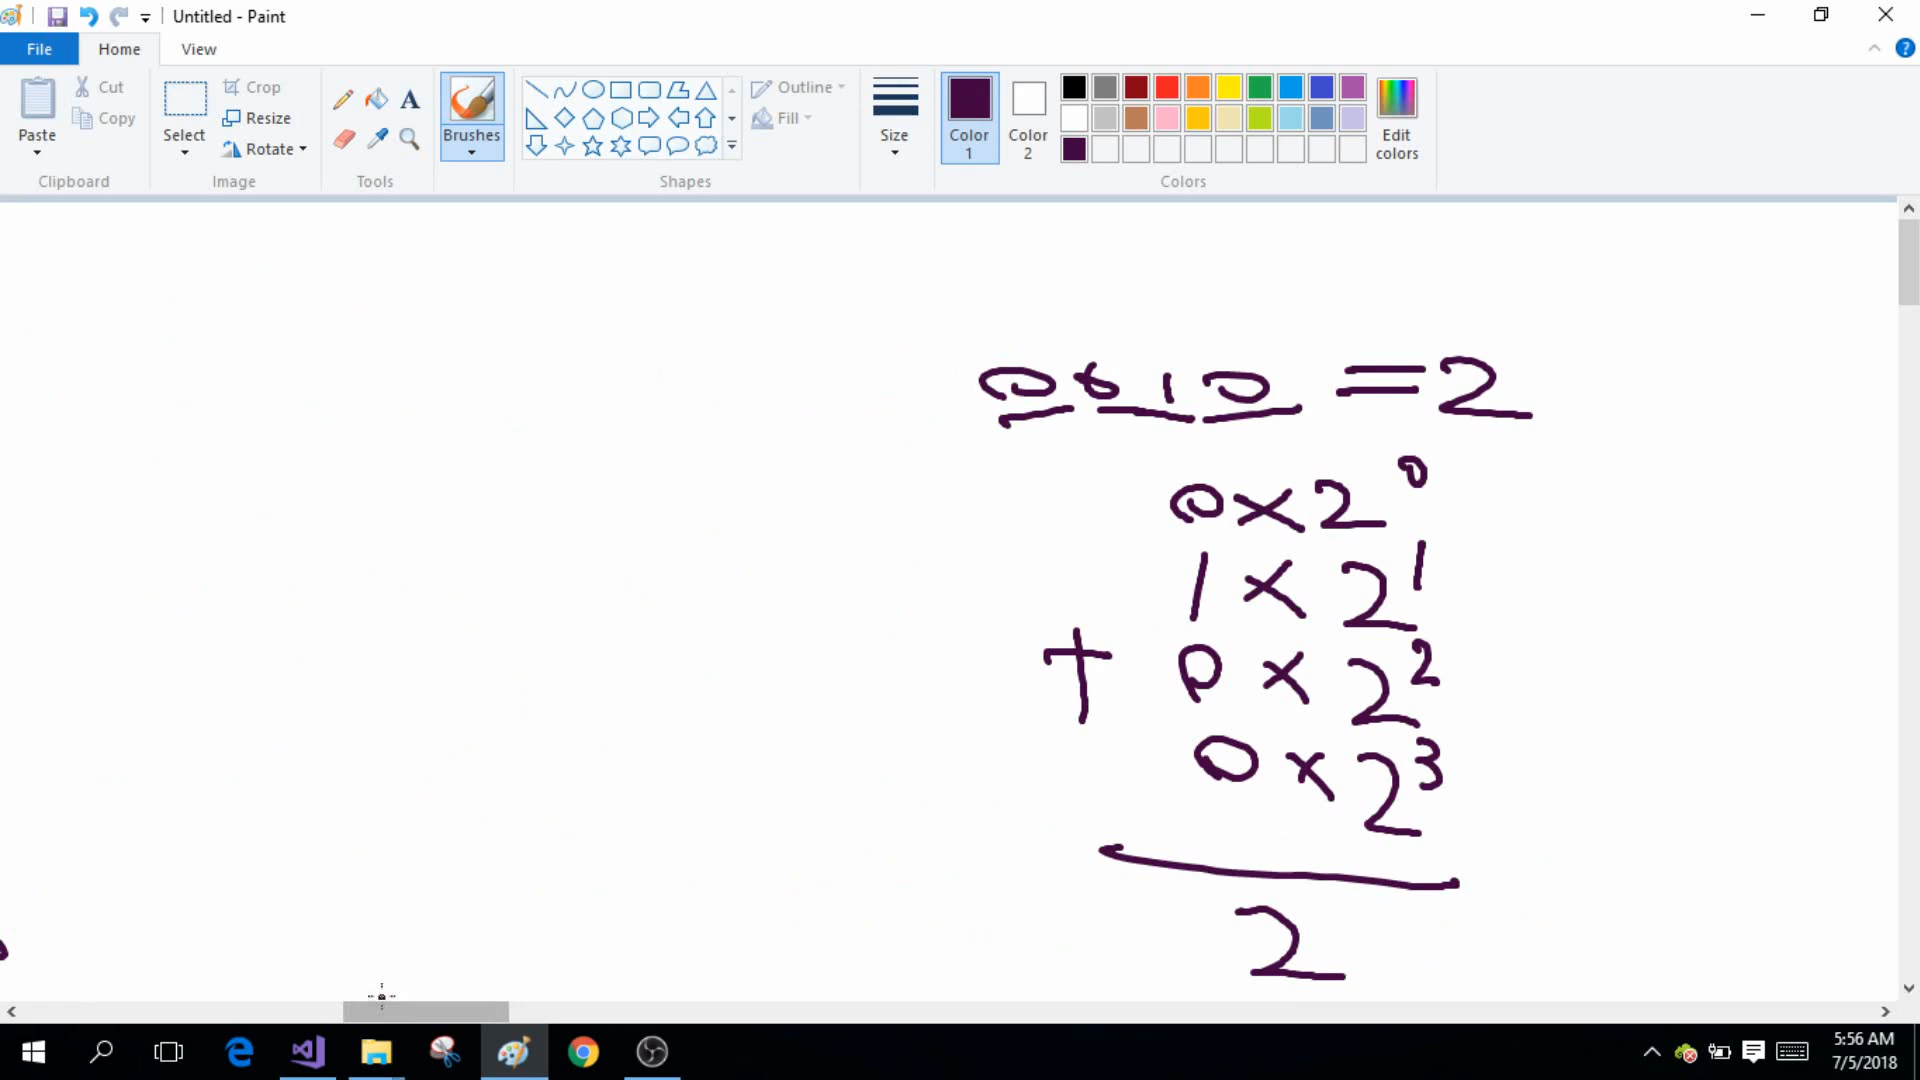 Untitled - Paint
File Home View
Paste
Cut
Copy
Clipboard
Select
Crop
Resize
Rotate
Image
A
Tools
Brushes
Shapes
Outline
Fill
Size
Color 1
Color 2
Edit colors
Colors
0010 = 2
0 × 2⁰
1 × 2¹
+ 0 × 2²
0 × 2³
2
5:56 AM
7/5/2018